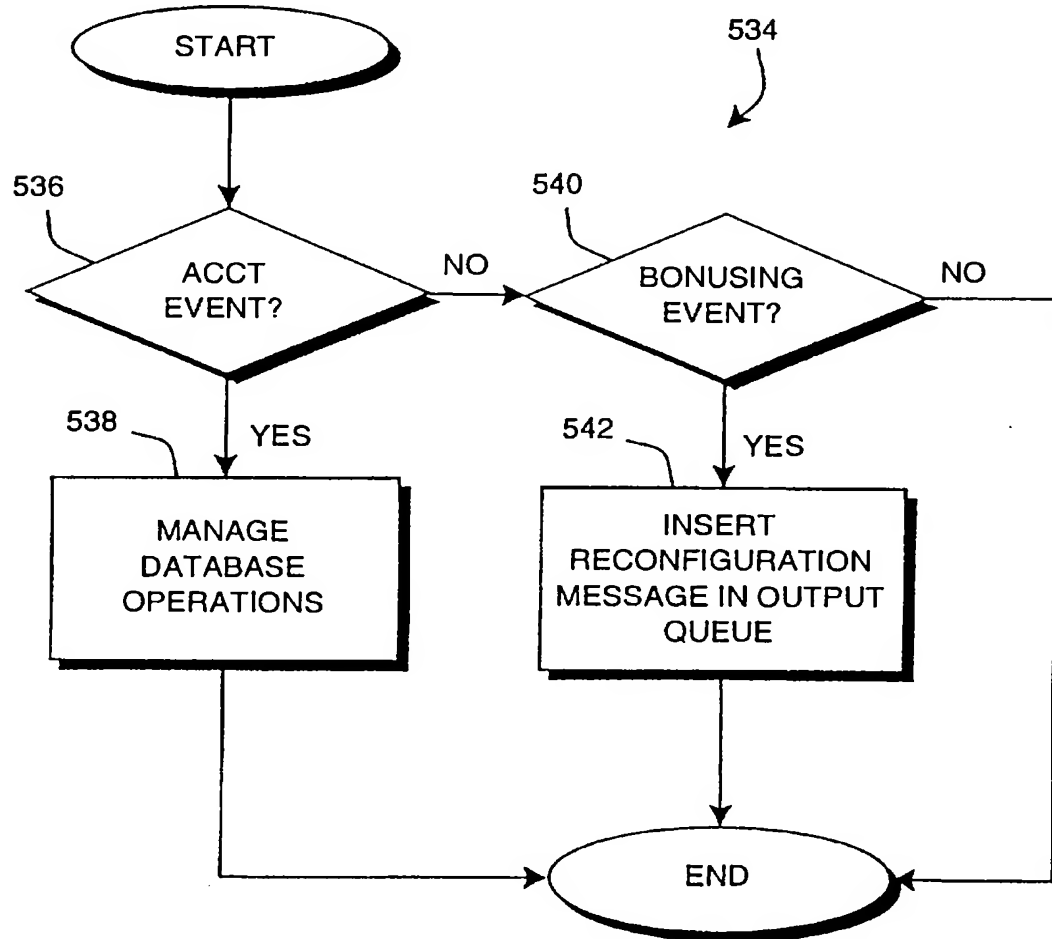 START
534
536
540
ACCT
EVENT?
NO
BONUSING
EVENT?
NO
538
YES
542
YES
MANAGE
DATABASE
OPERATIONS
INSERT
RECONFIGURATION
MESSAGE IN OUTPUT
QUEUE
END